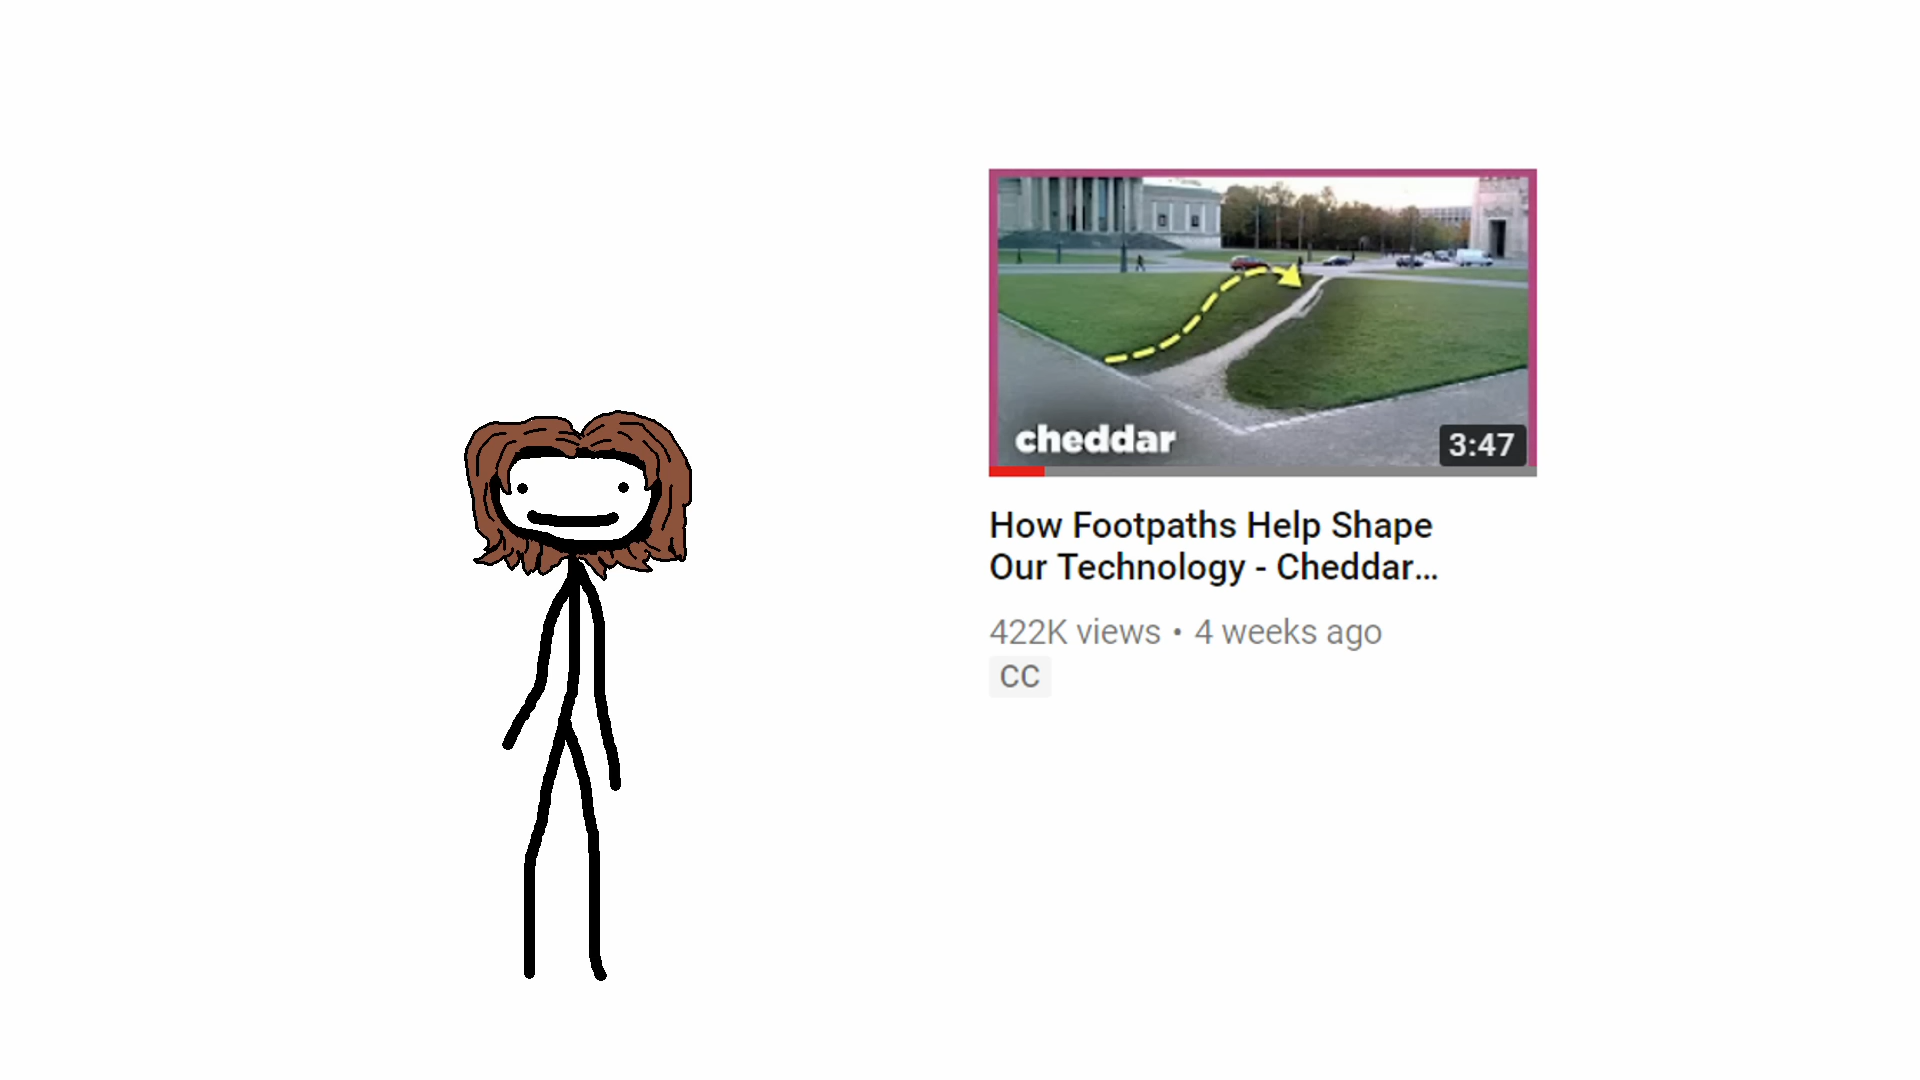 cheddar
3:47
How Footpaths Help Shape
Our Technology - Cheddar...
422K views • 4 weeks ago
CC